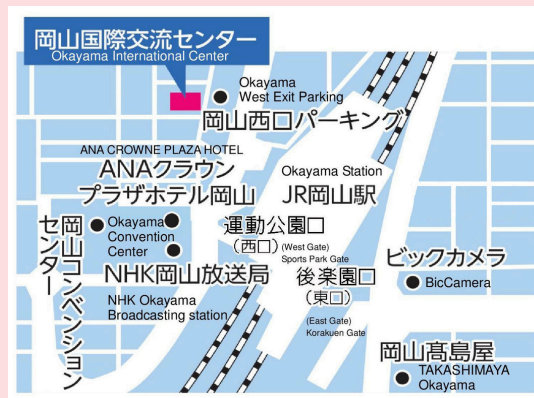 岡山国際交流センター
Okayama International Center
Okayama
West Exit Parking
岡山西口パーキング
ANA CROWNE PLAZA HOTEL
ANAクラウン
プラザホテル岡山
Okayama Station
JR岡山駅
岡山コンベンション
センター
Okayama
Convention
Center
運動公園口
(西口)
(West Gate)
Sports Park Gate
NHK岡山放送局
NHK Okayama
Broadcasting station
後楽園口
(東口)
(East Gate)
Korakuen Gate
ビックカメラ
BicCamera
岡山髙島屋
TAKASHIMAYA
Okayama